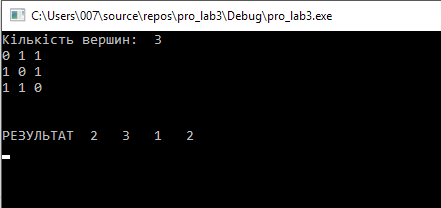 C:\Users\007\source\repos\pro_lab3\Debug\pro_lab3.exe
Кількість вершин: 3
0 1 1
1 0 1
1 1 0
РЕЗУЛЬТАТ 2 3 1 2